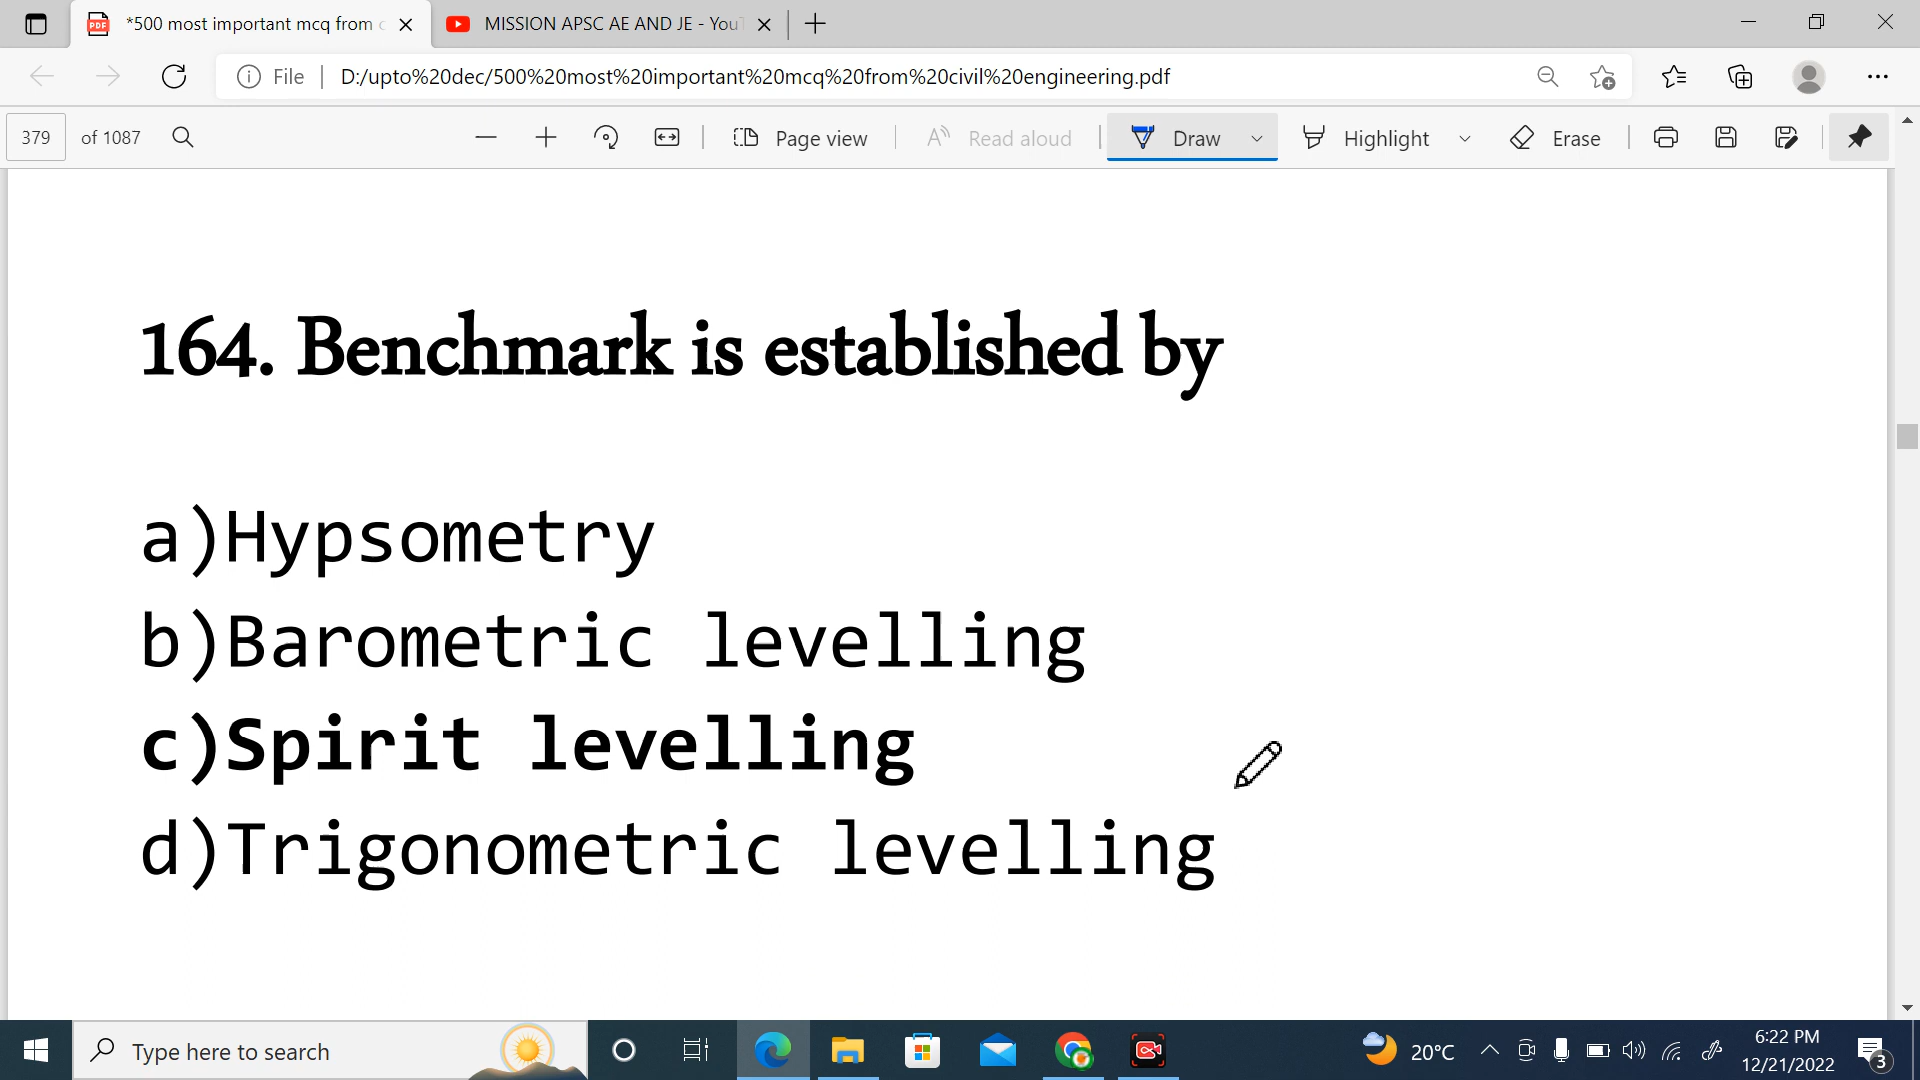 *500 most important mcq from c
MISSION APSC AE AND JE - YouT
File
D:/upto%20dec/500%20most%20important%20mcq%20from%20civil%20engineering.pdf
379 of 1087
Page view
Read aloud
Draw
Highlight
Erase
164. Benchmark is established by
a)Hypsometry
b)Barometric levelling
c)Spirit levelling
d)Trigonometric levelling
Type here to search
20°C
6:22 PM
12/21/2022
3